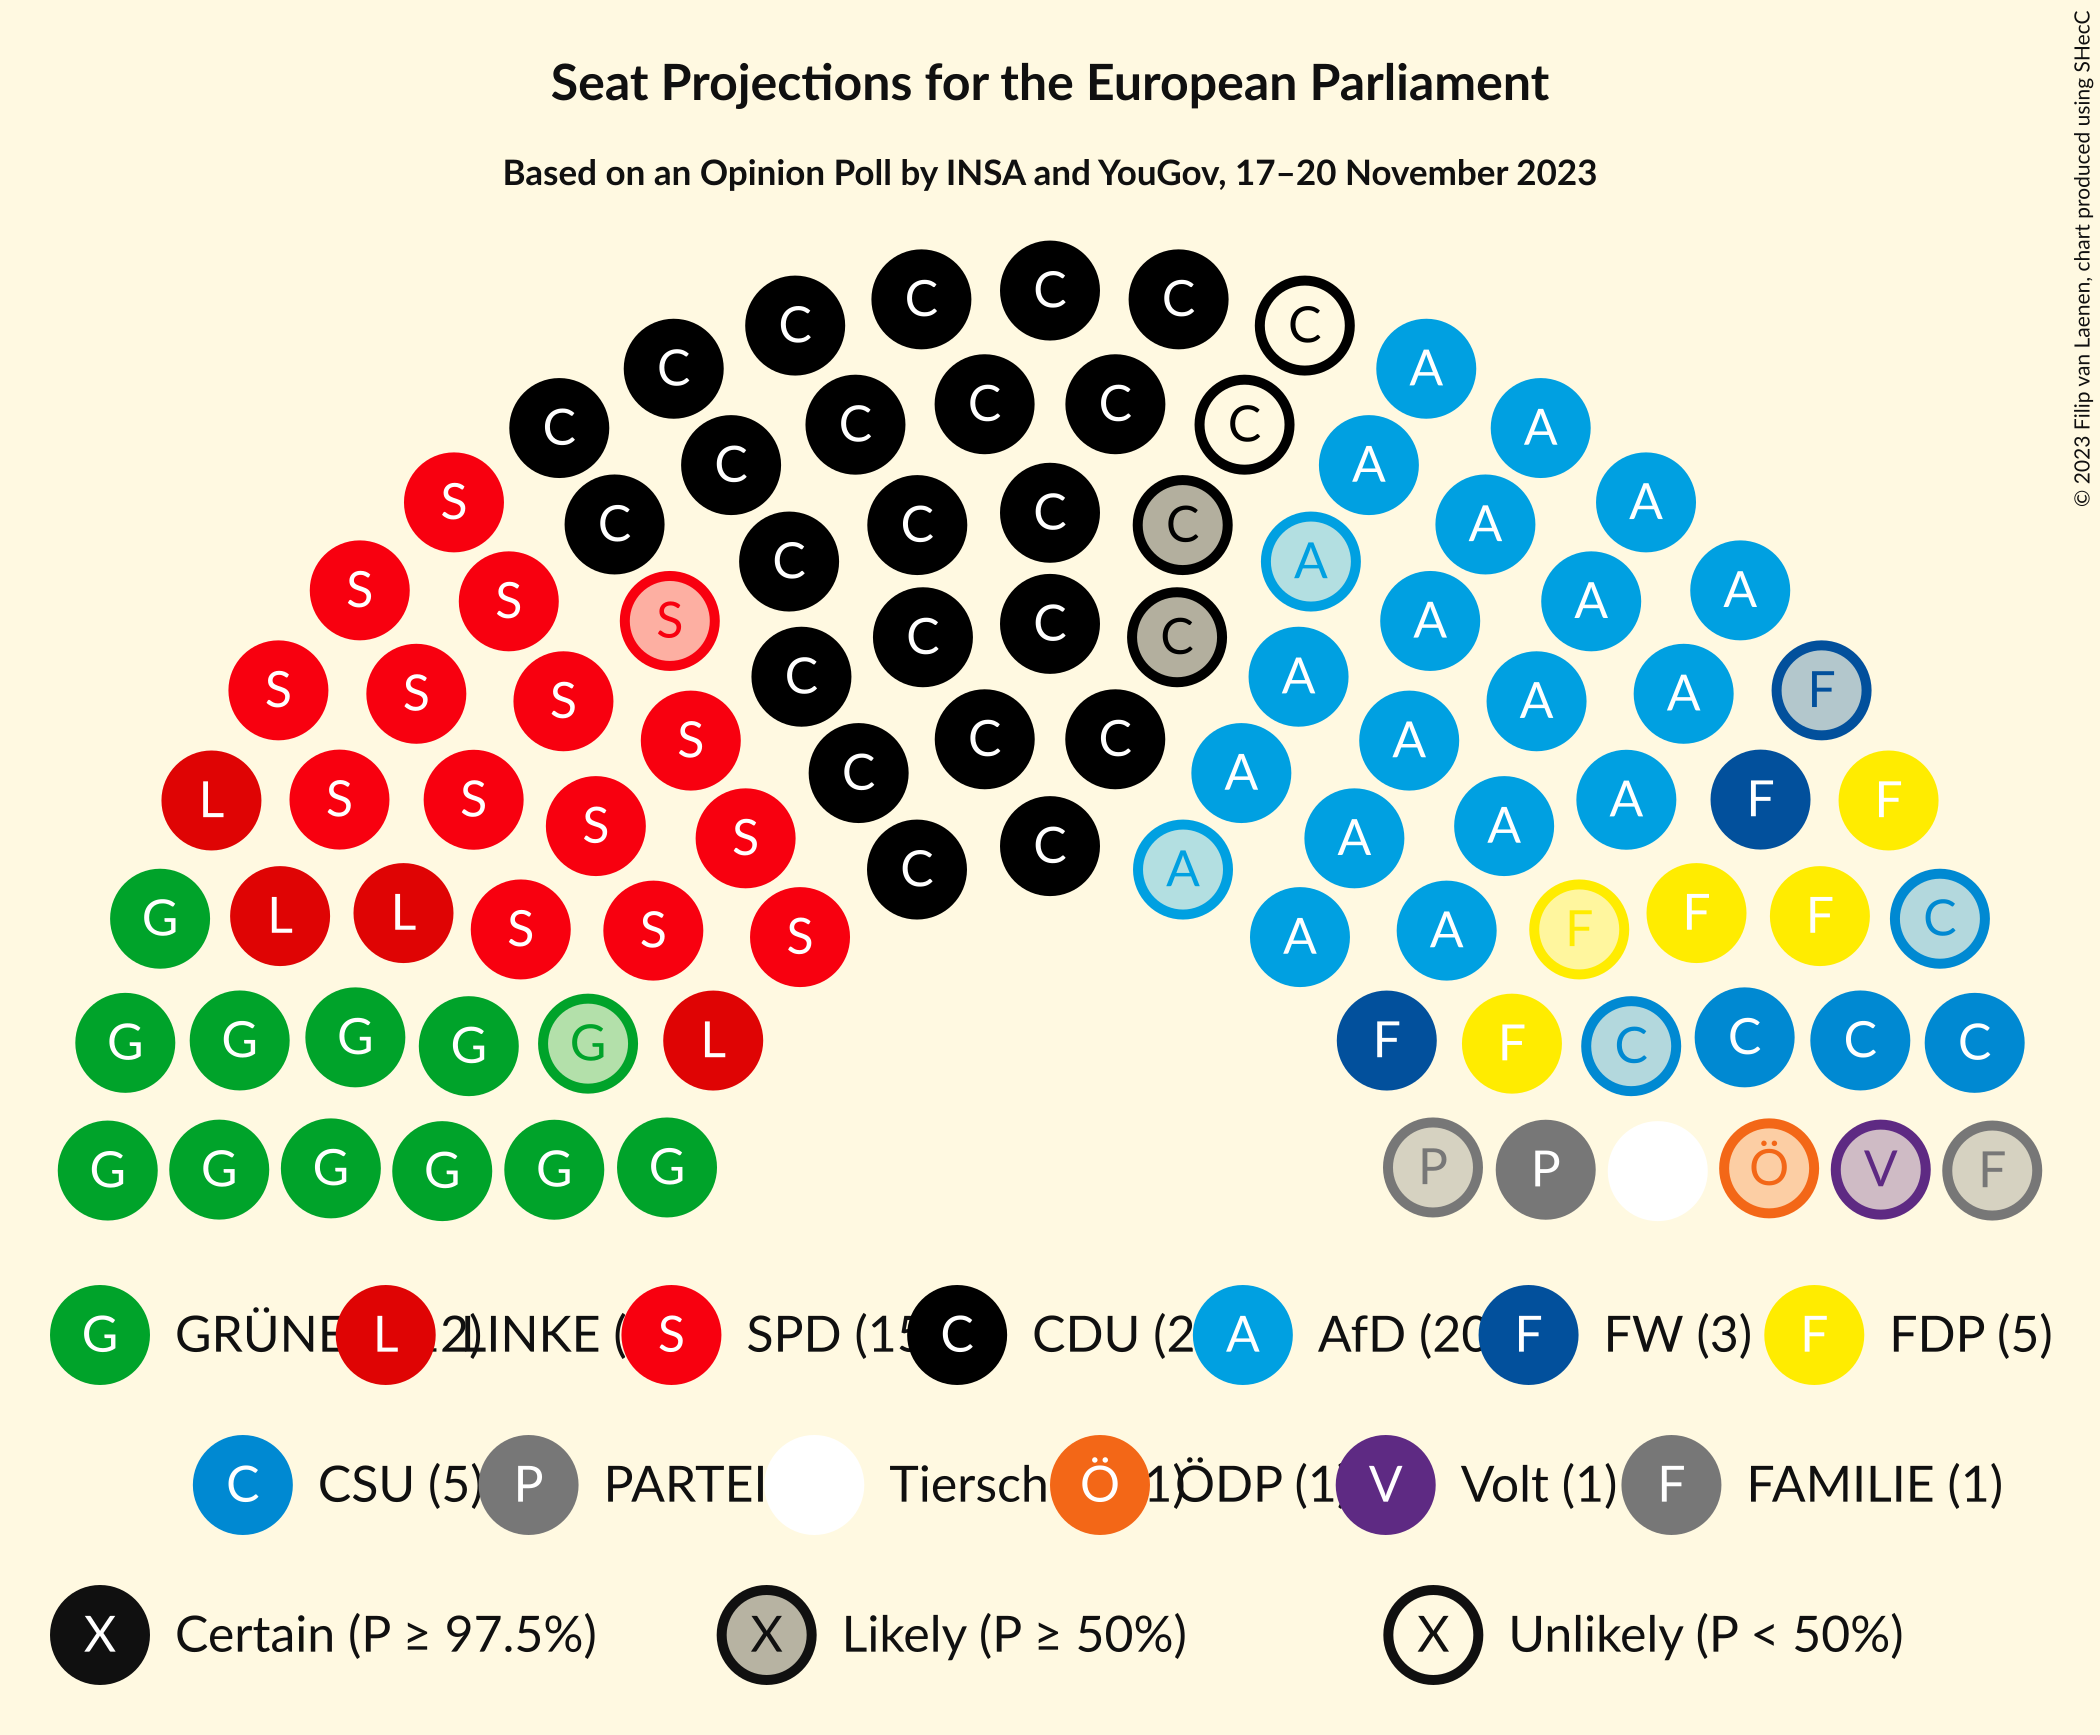 Seat Projections for the European Parliament
Based on an Opinion Poll by INSA and YouGov, 17–20 November 2023
© 2023 Filip van Laenen, chart produced using SHecC
C C C C C
C A
C C C C C A
C A
S C C C C A A
C A
S S S C C C A A A
S S S C A A A F
S C C A
L S S C A A F F
S S C A A
C A
G L L S S S A A F F F C
G G G G G L F F C C C C
G G G G G G P P Ö V F
G GRÜNE 2) L LINKE ( S SPD (15 C CDU (2 A AfD (20 F FW (3) F FDP (5)
C CSU (5) P PARTEI Tiersch 1) Ö ÖDP (1 V Volt (1) F FAMILIE (1)
X Certain (P ≥ 97.5%) X Likely (P ≥ 50%) X Unlikely (P < 50%)